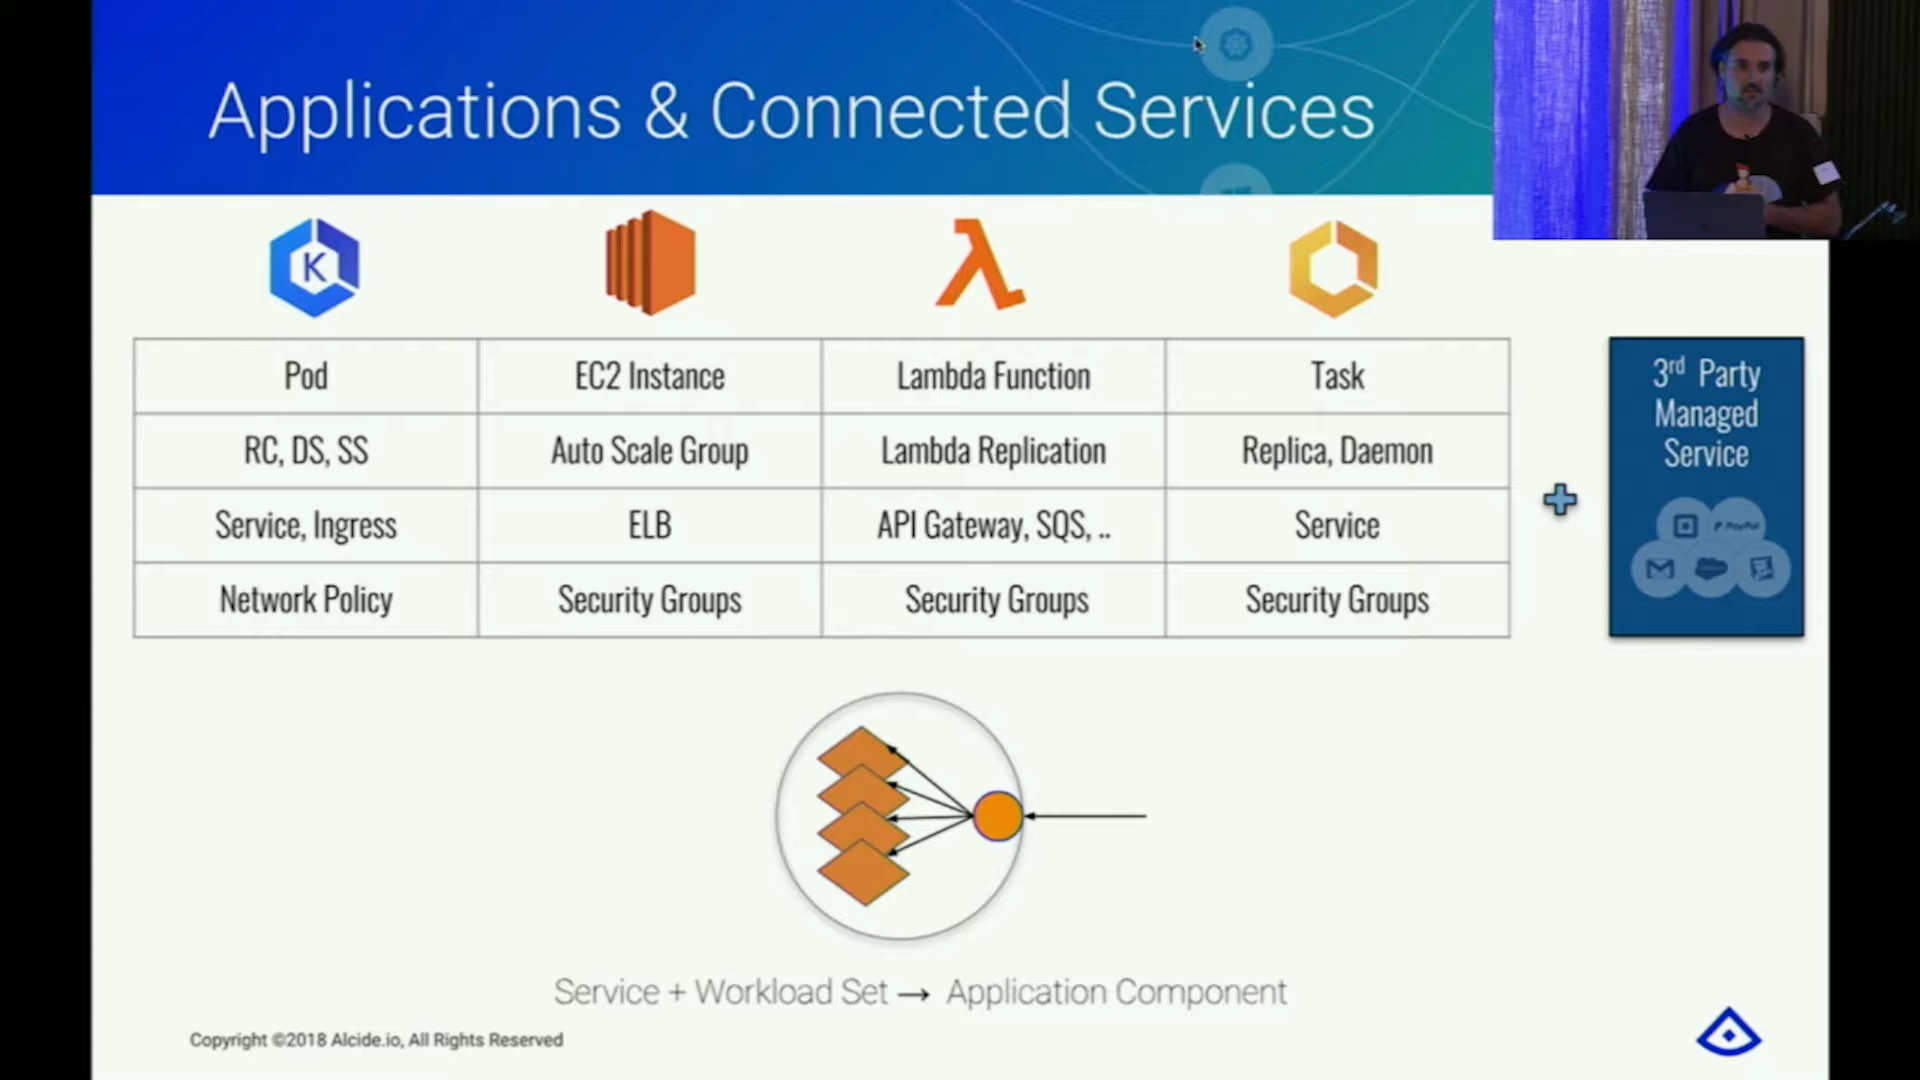 Applications & Connected Services
K
Pod
EC2 Instance
Lambda Function
Task
RC, DS, SS
Auto Scale Group
Lambda Replication
Replica, Daemon
Service, Ingress
ELB
API Gateway, SQS, ..
Service
Network Policy
Security Groups
Security Groups
Security Groups
3rd Party
Managed
Service
PayPal
Service + Workload Set → Application Component
Copyright ©2018 Alcide.io, All Rights Reserved